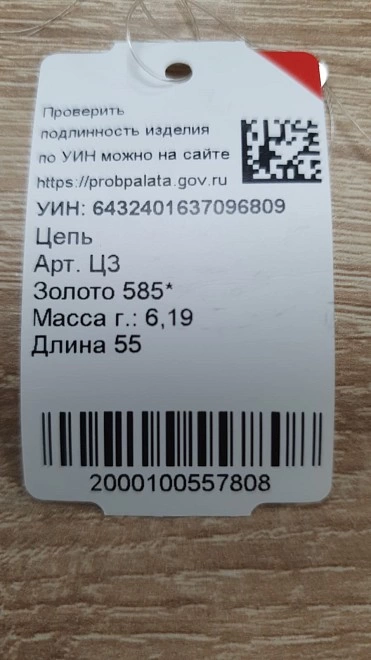 Проверить
подлинность изделия
по УИН можно на сайте
https://probpalata.gov.ru
УИН: 6432401637096809
Цепь
Арт. ЦЗ
Золото 585*
Масса г.: 6,19
Длина 55
2000100557808